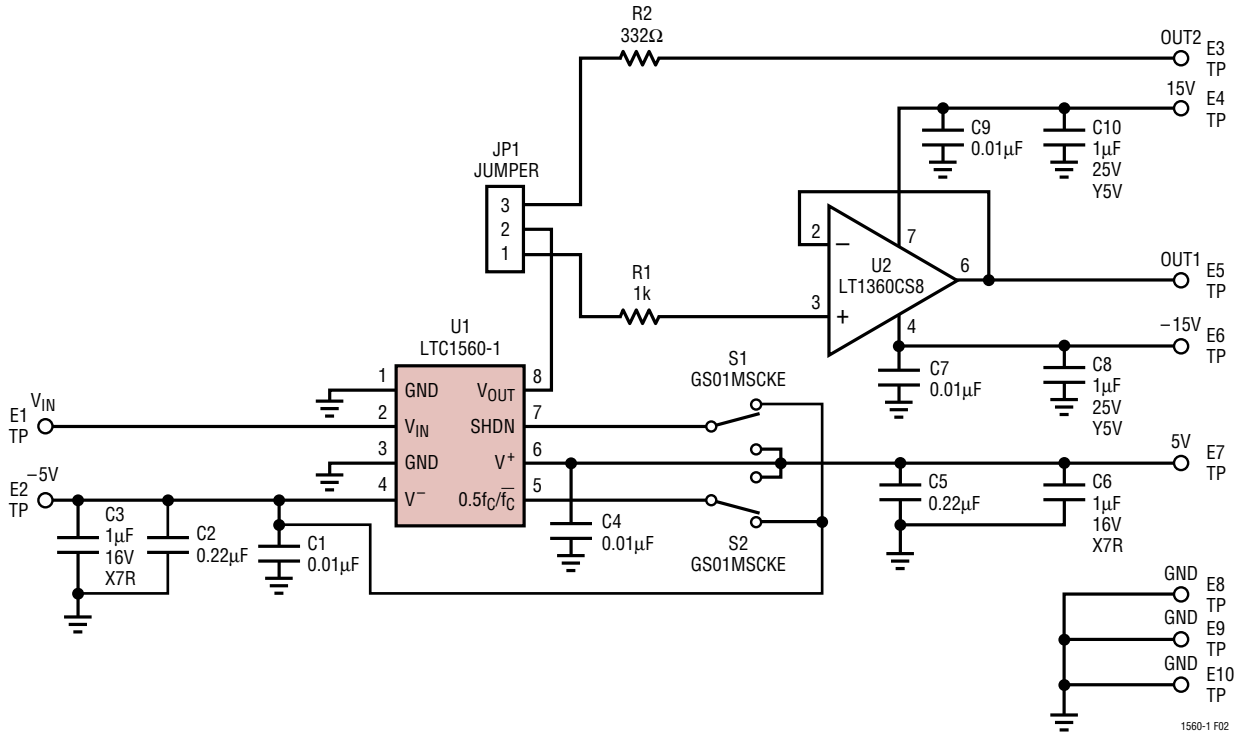 R2
332Ω
OUT2
E3
TP
15V
E4
TP
C9
0.01µF
C10
1µF
25V
Y5V
JP1
JUMPER
3
2
1
2
–
7
U2
LT1360CS8
6
3
+
4
OUT1
E5
TP
R1
1k
–15V
E6
TP
C7
0.01µF
C8
1µF
25V
Y5V
U1
LTC1560-1
1
GND
VOUT
8
2
VIN
SHDN
7
3
GND
V+
6
4
V–
0.5fC/f̅C̅
5
E1
TP
VIN
E2
TP
–5V
S1
GS01MSCKE
S2
GS01MSCKE
5V
E7
TP
C3
1µF
16V
X7R
C2
0.22µF
C1
0.01µF
C4
0.01µF
C5
0.22µF
C6
1µF
16V
X7R
GND
E8
TP
GND
E9
TP
GND
E10
TP
1560-1 F02